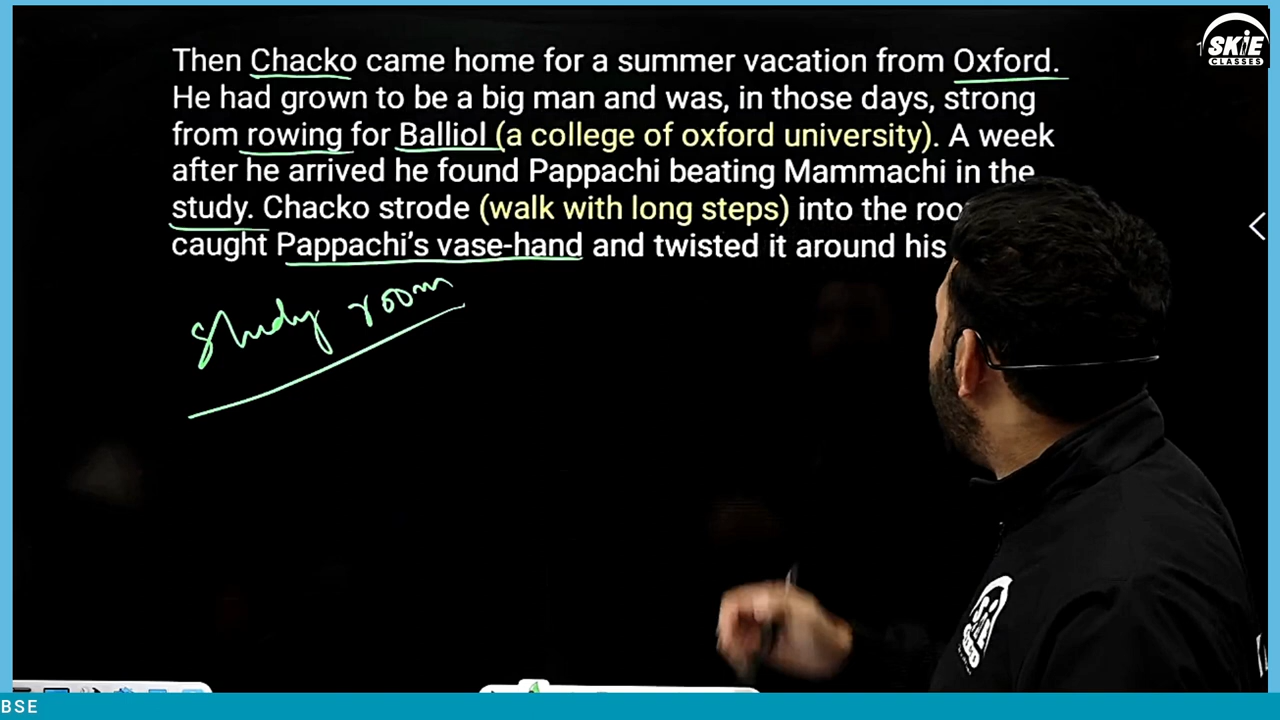 Then Chacko came home for a summer vacation from Oxford.
He had grown to be a big man and was, in those days, strong
from rowing for Balliol (a college of oxford university). A week
after he arrived he found Pappachi beating Mammachi in the
study. Chacko strode (walk with long steps) into the
caught Pappachi's vase-hand and twisted it around his
Study room
SKIE
CLASSES
BSE